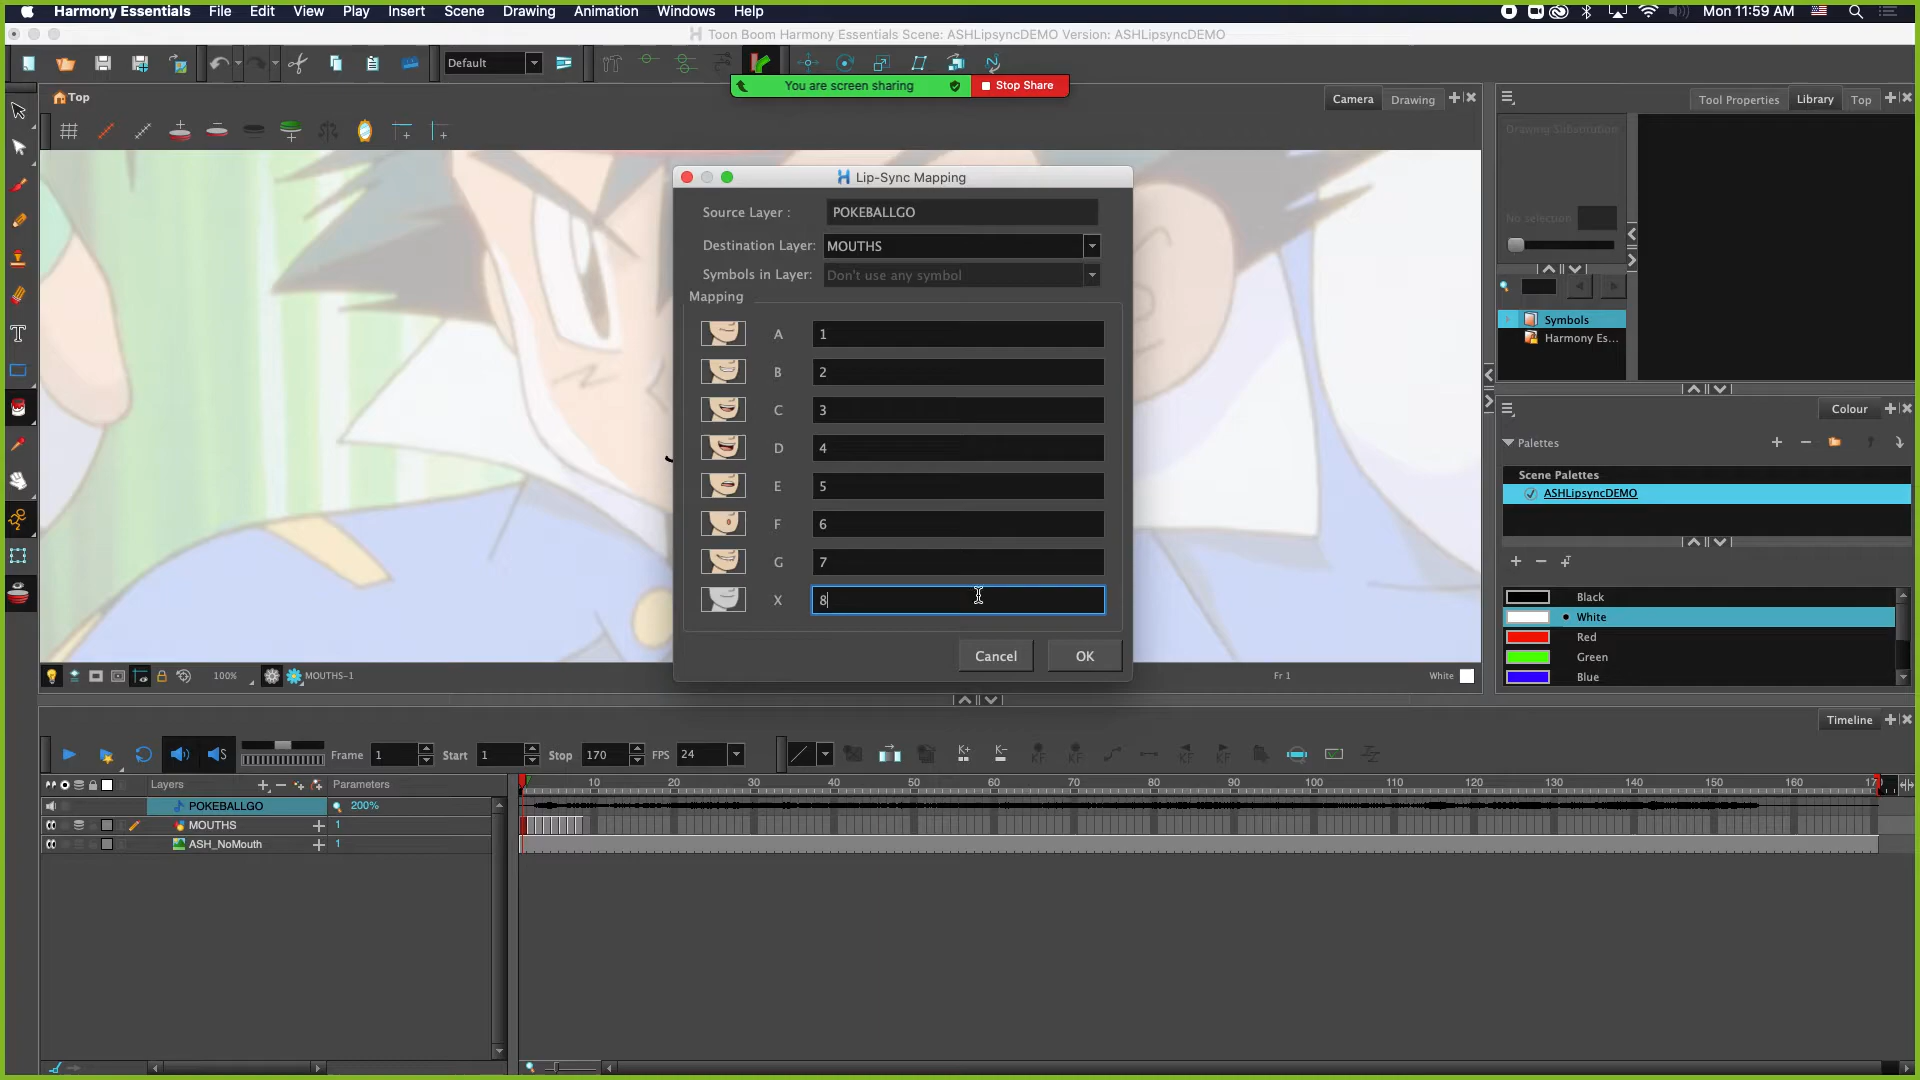 Harmony Essentials File Edit View Play Insert Scene Drawing Animation Windows Help Mon 11:59 AM
Toon Boom Harmony Essentials Scene: ASHLipsyncDEMO Version: ASHLipsyncDEMO
Default
You are screen sharing Stop Share
Top Camera Drawing Tool Properties Library Top
Drawing Substitution
Lip-Sync Mapping
Source Layer : POKEBALLGO
No selection
Destination Layer: MOUTHS
Symbols in Layer: Don't use any symbol
Mapping
Symbols
Harmony Es...
A 1
B 2
C 3
D 4
E 5
F 6
G 7
X 8
Cancel OK
Colour
Palettes
Scene Palettes
ASHLipsyncDEMO
Black
White
Red
Green
Blue
100% MOUTHS-1 Fr 1 White
Timeline
Frame 1 Start 1 Stop 170 FPS 24
Layers Parameters 10 20 30 40 50 60 70 80 90 100 110 120 130 140 150 160
POKEBALLGO 200%
MOUTHS 1
ASH_NoMouth 1